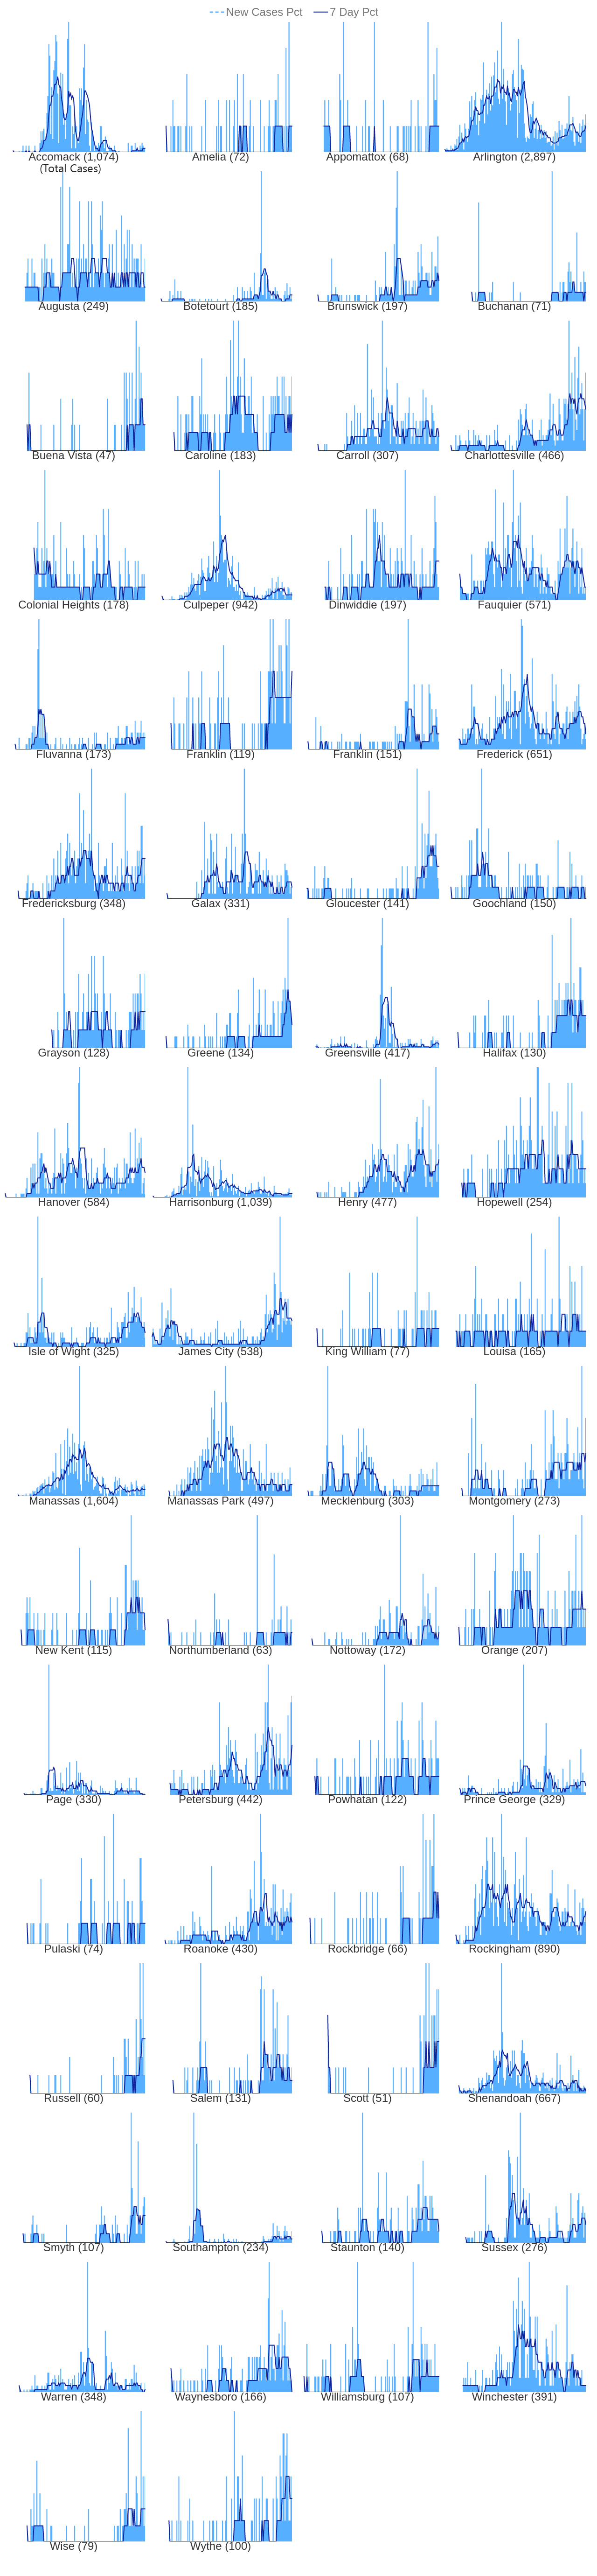 New Cases Pct 7 Day Pct
Accomack (1,074) Amelia (72) Appomattox (68) Arlington (2,897)
(Total Cases)
Augusta (249) Botetourt (185) Brunswick (197) Buchanan (71)
Buena Vista (47) Caroline (183) Carroll (307) Charlottesville (466)
Colonial Heights (178) Culpeper (942) Dinwiddie (197) Fauquier (571)
Fluvanna (173) Franklin (119) Franklin (151) Frederick (651)
Fredericksburg (348) Galax (331) Gloucester (141) Goochland (150)
Grayson (128) Greene (134) Greensville (417) Halifax (130)
Hanover (584) Harrisonburg (1,039) Henry (477) Hopewell (254)
Isle of Wight (325) James City (538) King William (77) Louisa (165)
Manassas (1,604) Manassas Park (497) Mecklenburg (303) Montgomery (273)
New Kent (115) Northumberland (63) Nottoway (172) Orange (207)
Page (330) Petersburg (442) Powhatan (122) Prince George (329)
Pulaski (74) Roanoke (430) Rockbridge (66) Rockingham (890)
Russell (60) Salem (131) Scott (51) Shenandoah (667)
Smyth (107) Southampton (234) Staunton (140) Sussex (276)
Warren (348) Waynesboro (166) Williamsburg (107) Winchester (391)
Wise (79) Wythe (100)